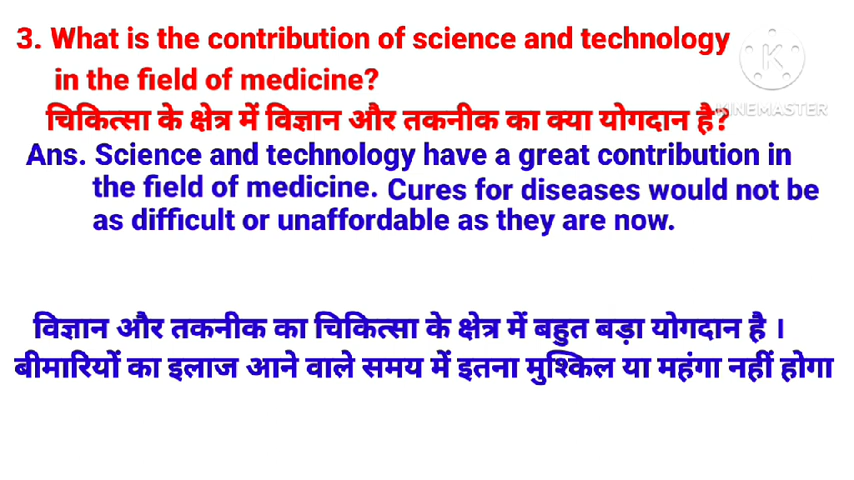 3. What is the contribution of science and technology
in the field of medicine?
चिकित्सा के क्षेत्र में विज्ञान और तकनीक का क्या योगदान है?
Ans. Science and technology have a great contribution in
the field of medicine. Cures for diseases would not be
as difficult or unaffordable as they are now.
विज्ञान और तकनीक का चिकित्सा के क्षेत्र में बहुत बड़ा योगदान है ।
बीमारियों का इलाज आने वाले समय में इतना मुश्किल या महंगा नहीं होगा
K
KINEMASTER